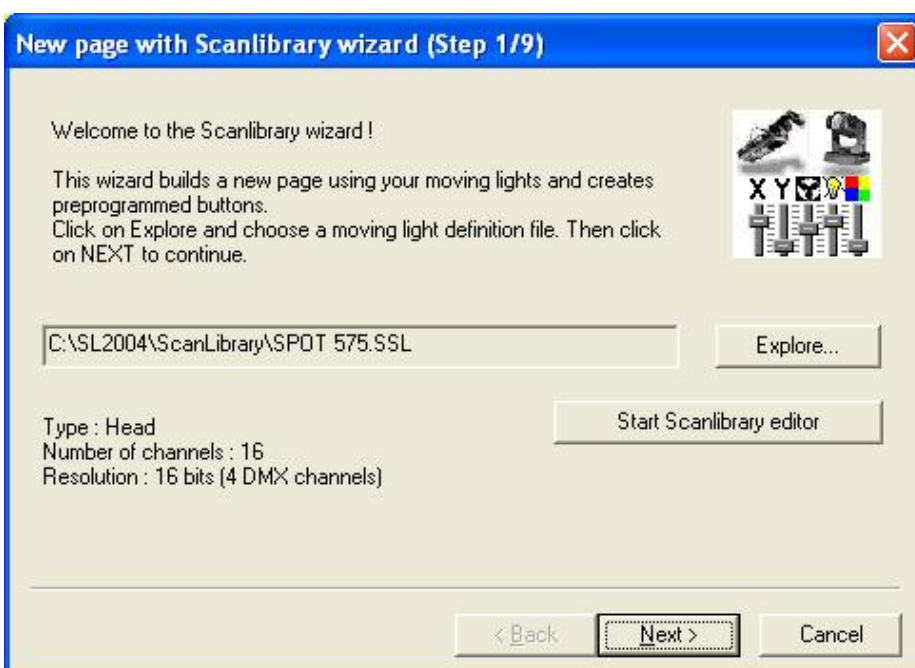 New page with Scanlibrary wizard (Step 1/9)
Welcome to the Scanlibrary wizard !
This wizard builds a new page using your moving lights and creates
preprogrammed buttons.
Click on Explore and choose a moving light definition file. Then click
on NEXT to continue.
X Y
C:\SL2004\ScanLibrary\SPOT 575.SSL
Explore...
Start Scanlibrary editor
Type : Head
Number of channels : 16
Resolution : 16 bits (4 DMX channels)
< Back
Next >
Cancel